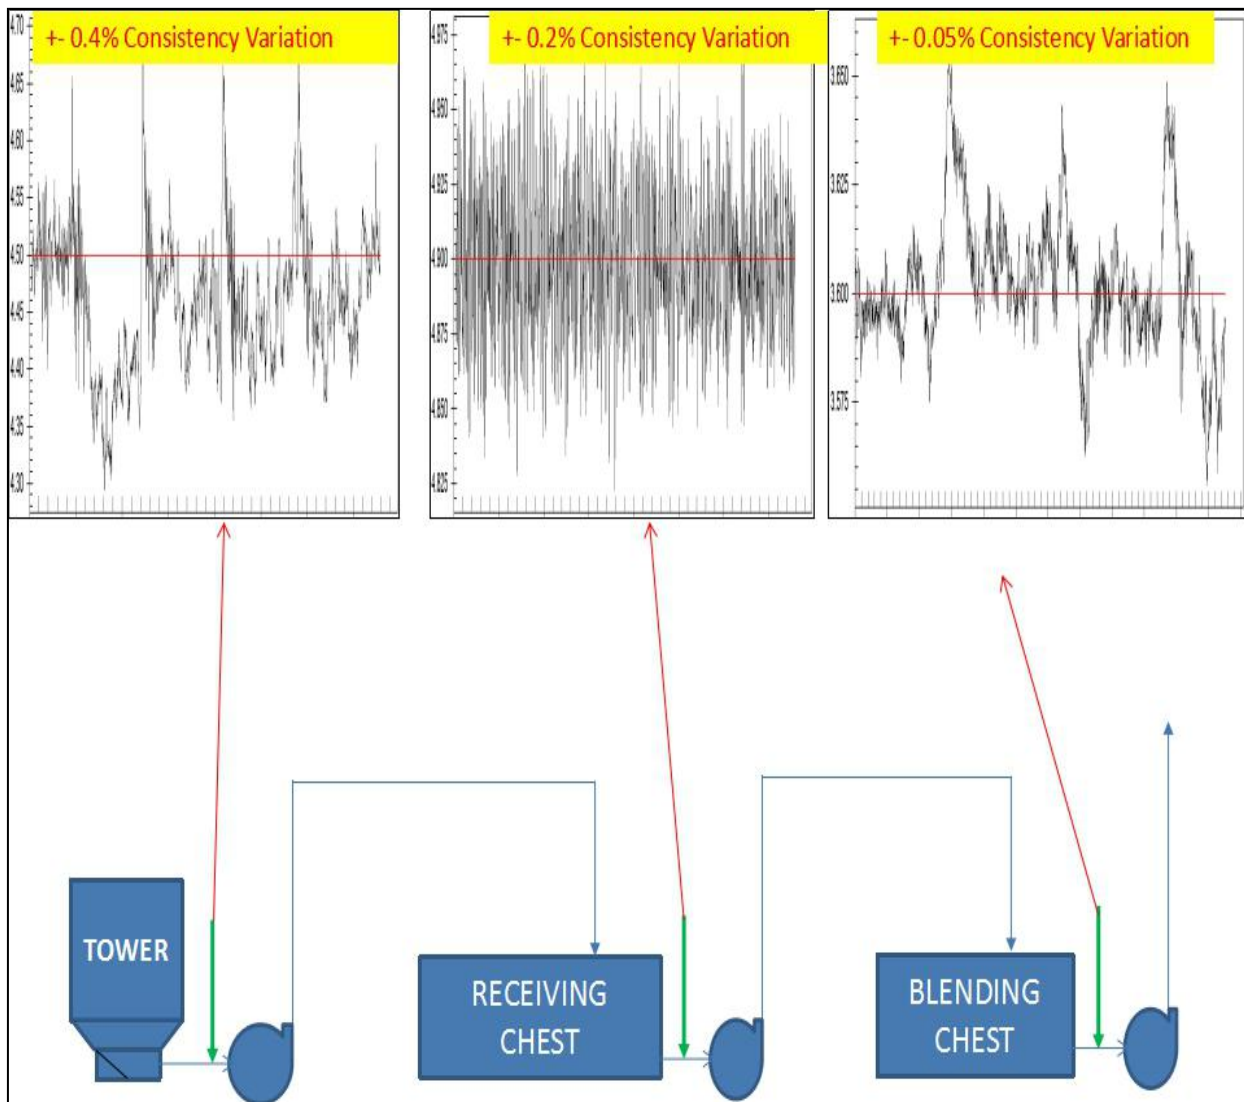 +- 0.4% Consistency Variation
+- 0.2% Consistency Variation
+- 0.05% Consistency Variation
4.70
4.65
4.60
4.55
4.50
4.45
4.40
4.35
4.30
4.975
4.950
4.925
4.900
4.875
4.850
4.825
3.650
3.625
3.600
3.575
TOWER
RECEIVING
CHEST
BLENDING
CHEST